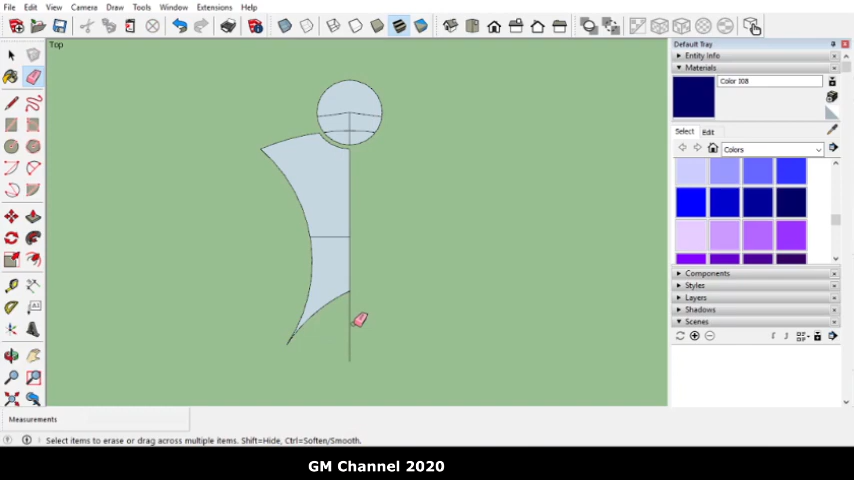 File Edit View Camera Draw Tools Window Extensions Help
Top
Default Tray
Entity Info
Materials
Color I08
Select Edit
Colors
Components
Styles
Layers
Shadows
Scenes
Measurements
Select items to erase or drag across multiple items. Shift=Hide, Ctrl=Soften/Smooth.
GM Channel 2020